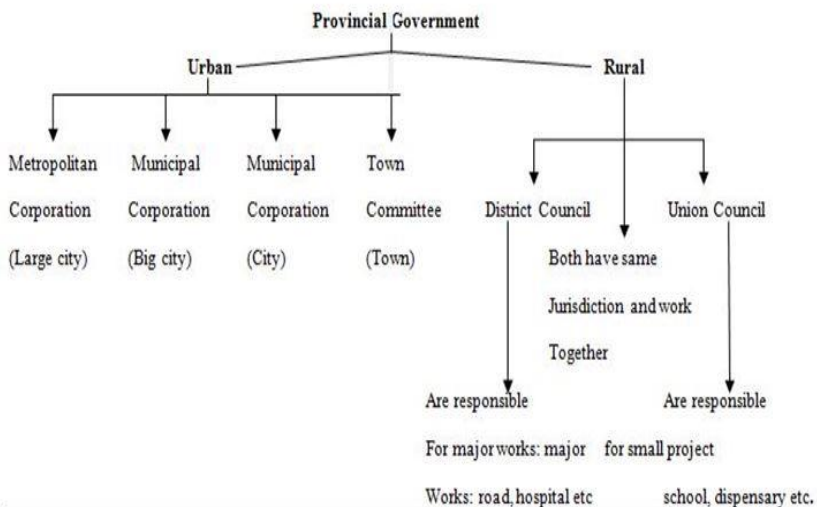 Provincial Government
Urban
Rural
Metropolitan
Corporation
(Large city)
Municipal
Corporation
(Big city)
Municipal
Corporation
(City)
Town
Committee
(Town)
District Council
Union Council
Both have same
Jurisdiction and work
Together
Are responsible
For major works: major
Works: road, hospital etc
Are responsible
for small project
school, dispensary etc.